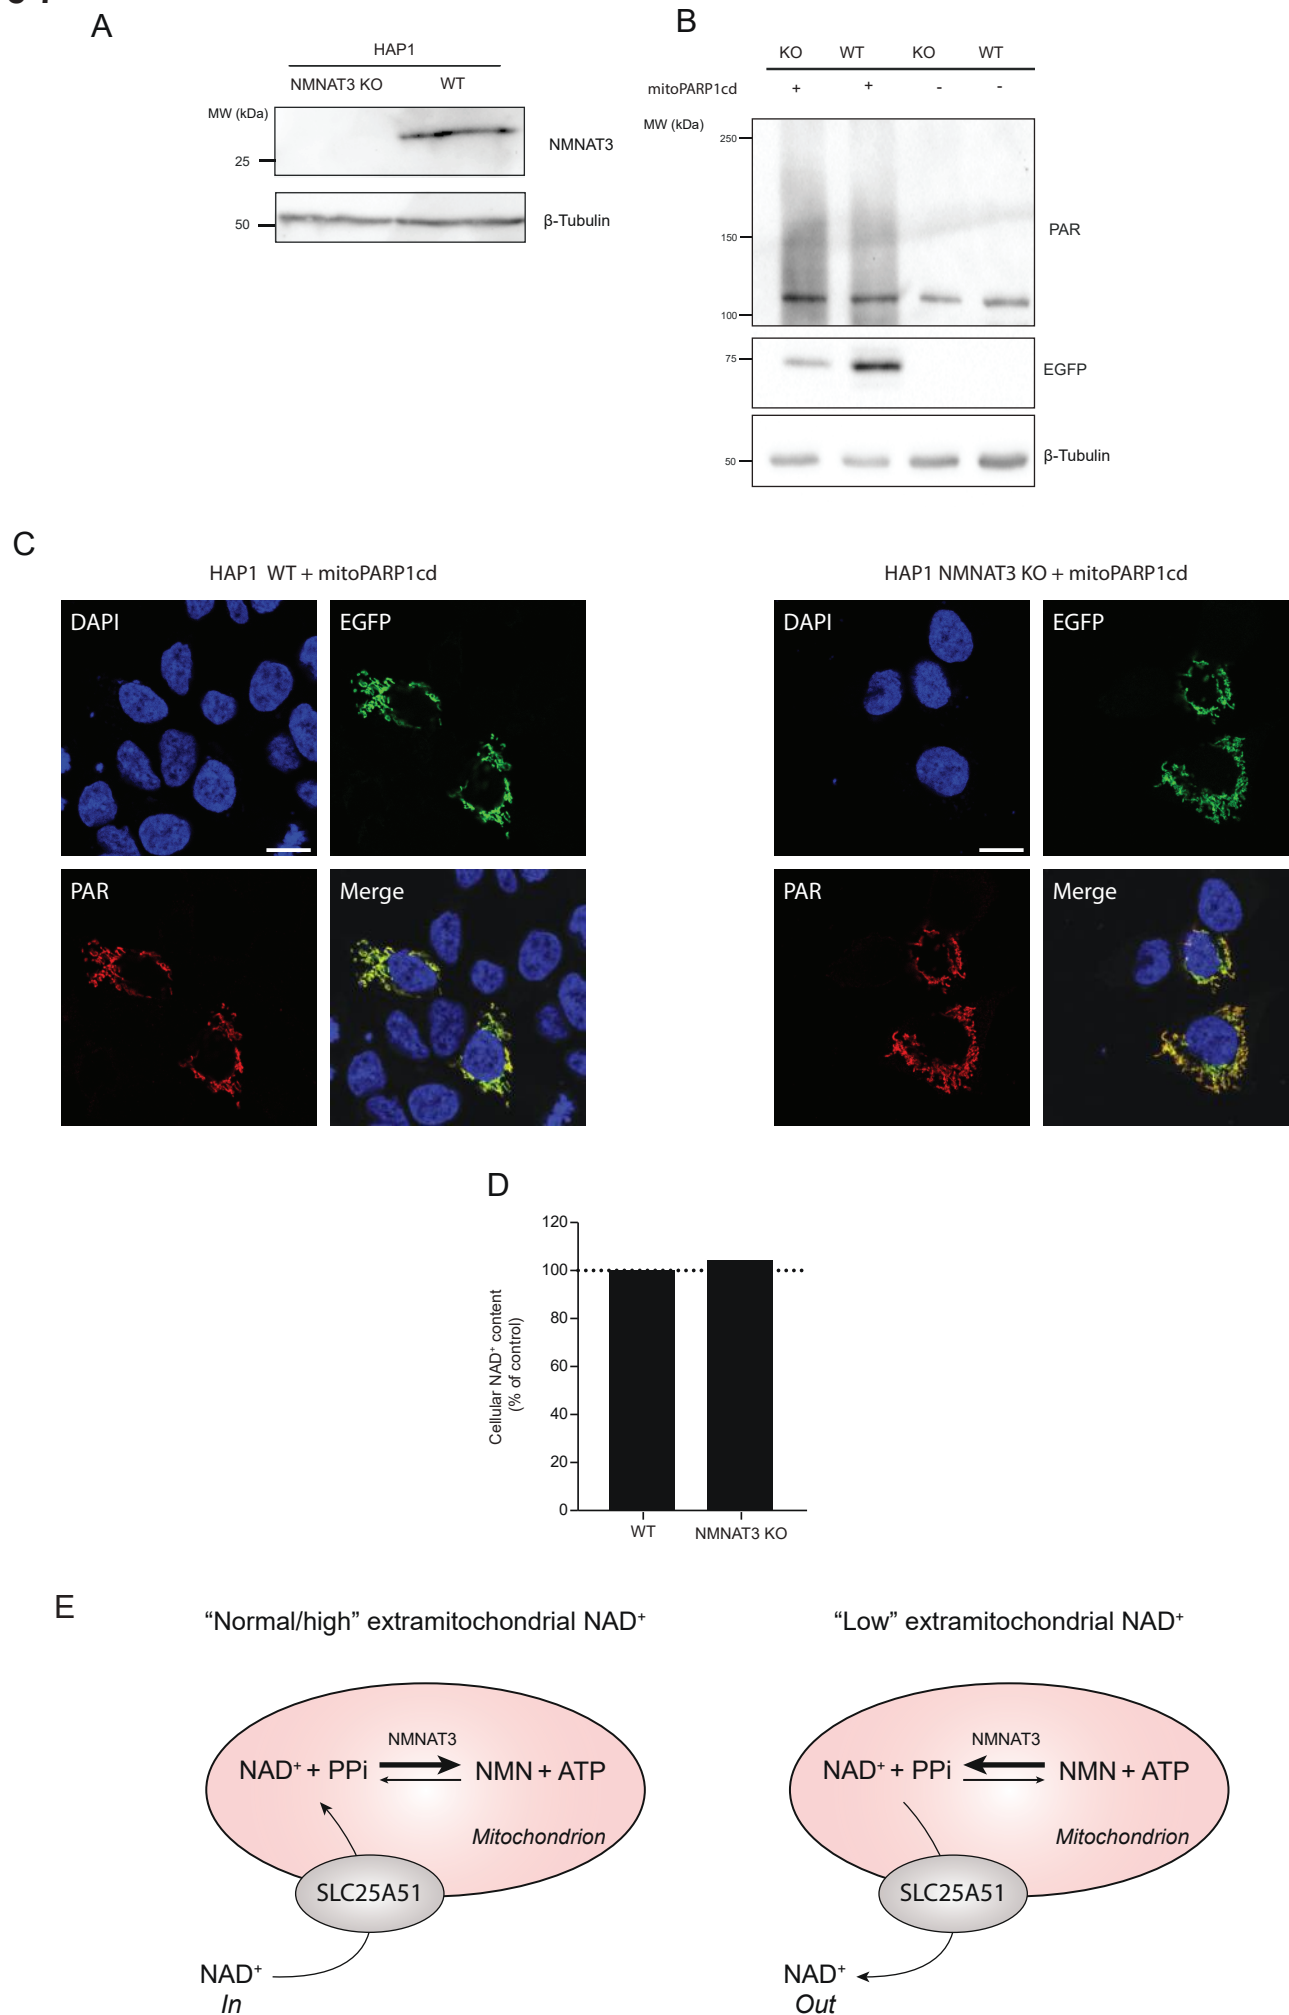 A
HAP1
NMNAT3 KO WT
MW (kDa)
25
NMNAT3
50
β-Tubulin
B
KO WT KO WT
mitoPARP1cd + + - -
MW (kDa)
250
150
100
PAR
75
EGFP
50
β-Tubulin
C
HAP1 WT + mitoPARP1cd
DAPI EGFP
PAR Merge
HAP1 NMNAT3 KO + mitoPARP1cd
DAPI EGFP
PAR Merge
D
Cellular NAD⁺ content
(% of control)
120
100
80
60
40
20
0
WT NMNAT3 KO
E
“Normal/high” extramitochondrial NAD⁺
NMNAT3
NAD⁺ + PPi NMN + ATP
Mitochondrion
SLC25A51
NAD⁺
In
“Low” extramitochondrial NAD⁺
NMNAT3
NAD⁺ + PPi NMN + ATP
Mitochondrion
SLC25A51
NAD⁺
Out